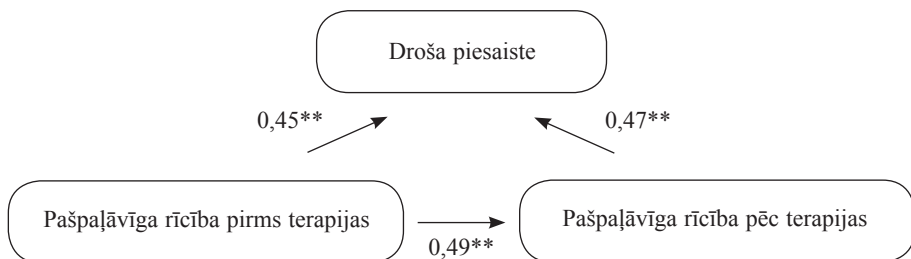 Droša piesaiste
0,45**
0,47**
Pašpaļāvīga rīcība pirms terapijas
Pašpaļāvīga rīcība pēc terapijas
0,49**